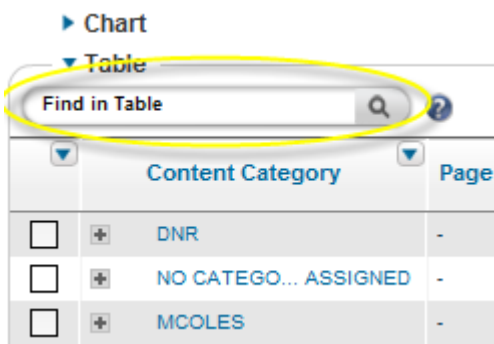 Chart
Table
Find in Table
Content Category Page
DNR -
NO CATEGO... ASSIGNED -
MCOLES -